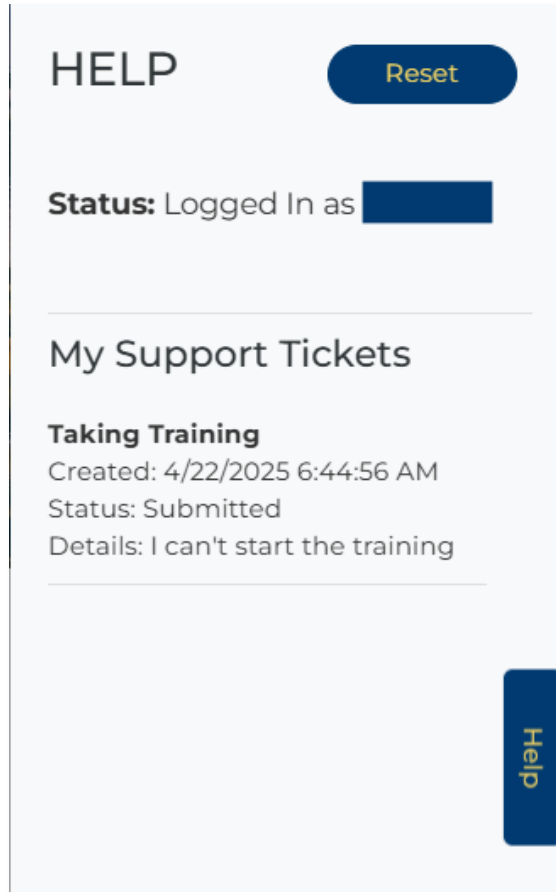 HELP
Reset
Status: Logged In as
My Support Tickets
Taking Training
Created: 4/22/2025 6:44:56 AM
Status: Submitted
Details: I can't start the training
Help